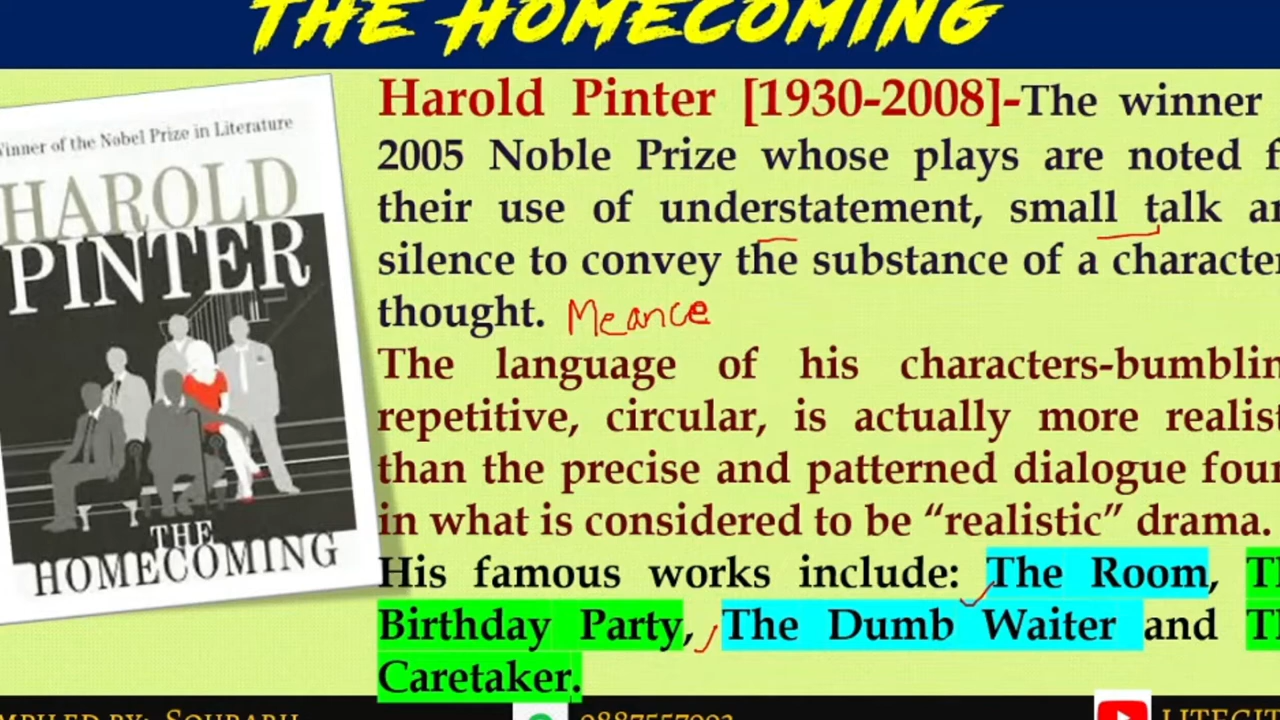 THE HOMECOMING
Winner of the Nobel Prize in Literature
HAROLD
PINTER
THE
HOMECOMING
Harold Pinter [1930-2008]-The winner
2005 Noble Prize whose plays are noted
their use of understatement, small talk
silence to convey the substance of a character
thought. Meance
The language of his characters-bumblin
repetitive, circular, is actually more realis
than the precise and patterned dialogue foun
in what is considered to be “realistic” drama.
His famous works include: The Room,
Birthday Party, The Dumb Waiter and
Caretaker.